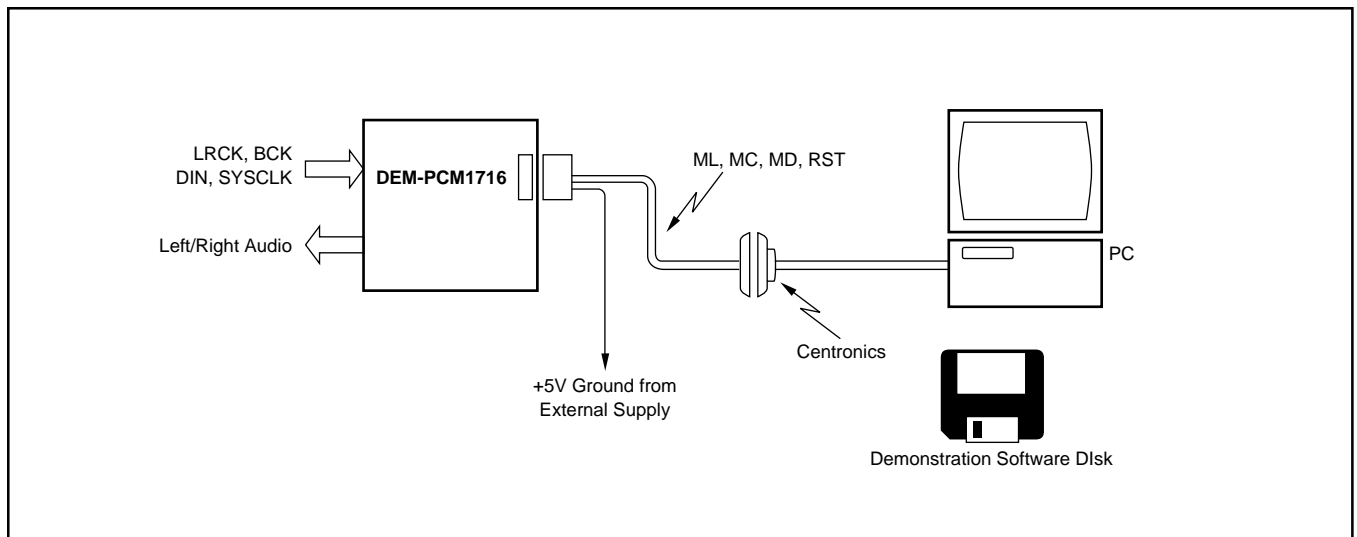 LRCK, BCK
DIN, SYSCLK
DEM-PCM1716
Left/Right Audio
ML, MC, MD, RST
PC
Centronics
+5V Ground from
External Supply
Demonstration Software DIsk